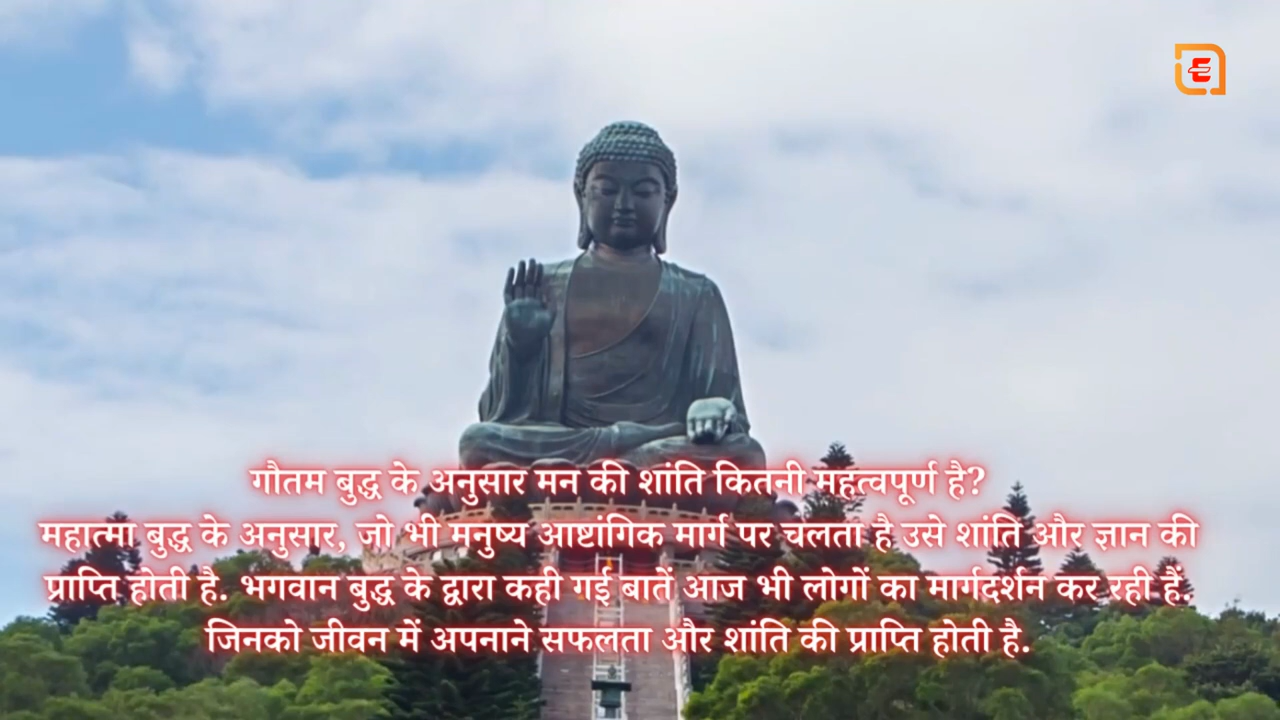 गौतम बुद्ध के अनुसार मन की शांति कितनी महत्वपूर्ण है?
महात्मा बुद्ध के अनुसार, जो भी मनुष्य आष्टांगिक मार्ग पर चलता है उसे शांति और ज्ञान की
प्राप्ति होती है. भगवान बुद्ध के द्वारा कही गई बातें आज भी लोगों का मार्गदर्शन कर रही हैं.
जिनको जीवन में अपनाने सफलता और शांति की प्राप्ति होती है.